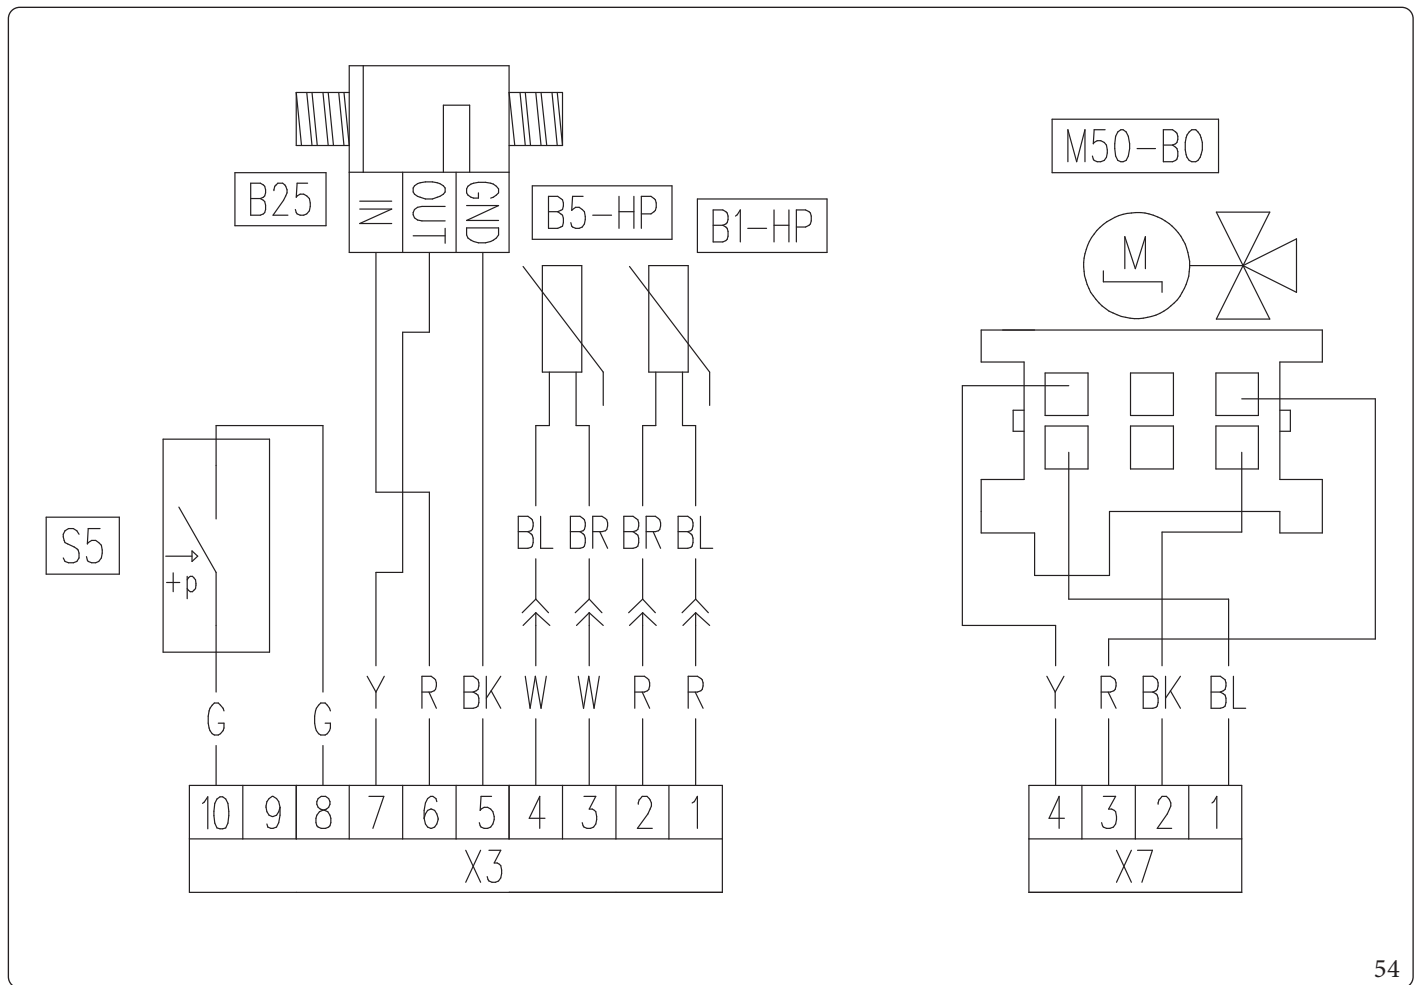 M50-B0
B25
IN
OUT
GND
B5-HP
B1-HP
M
S5
+p
BL BR BR BL
Y R BK W W R R
G G
Y R BK BL
10 9 8 7 6 5 4 3 2 1
X3
4 3 2 1
X7
54